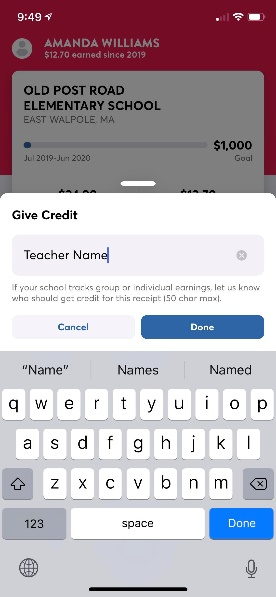 9:49
AMANDA WILLIAMS
$12.70 earned since 2019
OLD POST ROAD
ELEMENTARY SCHOOL
EAST WALPOLE, MA
$1,000
Jul 2019-Jun 2020 Goal
Give Credit
Teacher Name
If your school tracks group or individual earnings, let us know
who should get credit for this receipt (50 char max).
Cancel Done
“Name” Names Named
q w e r t y u i o p
a s d f g h j k l
z x c v b n m
123 space Done